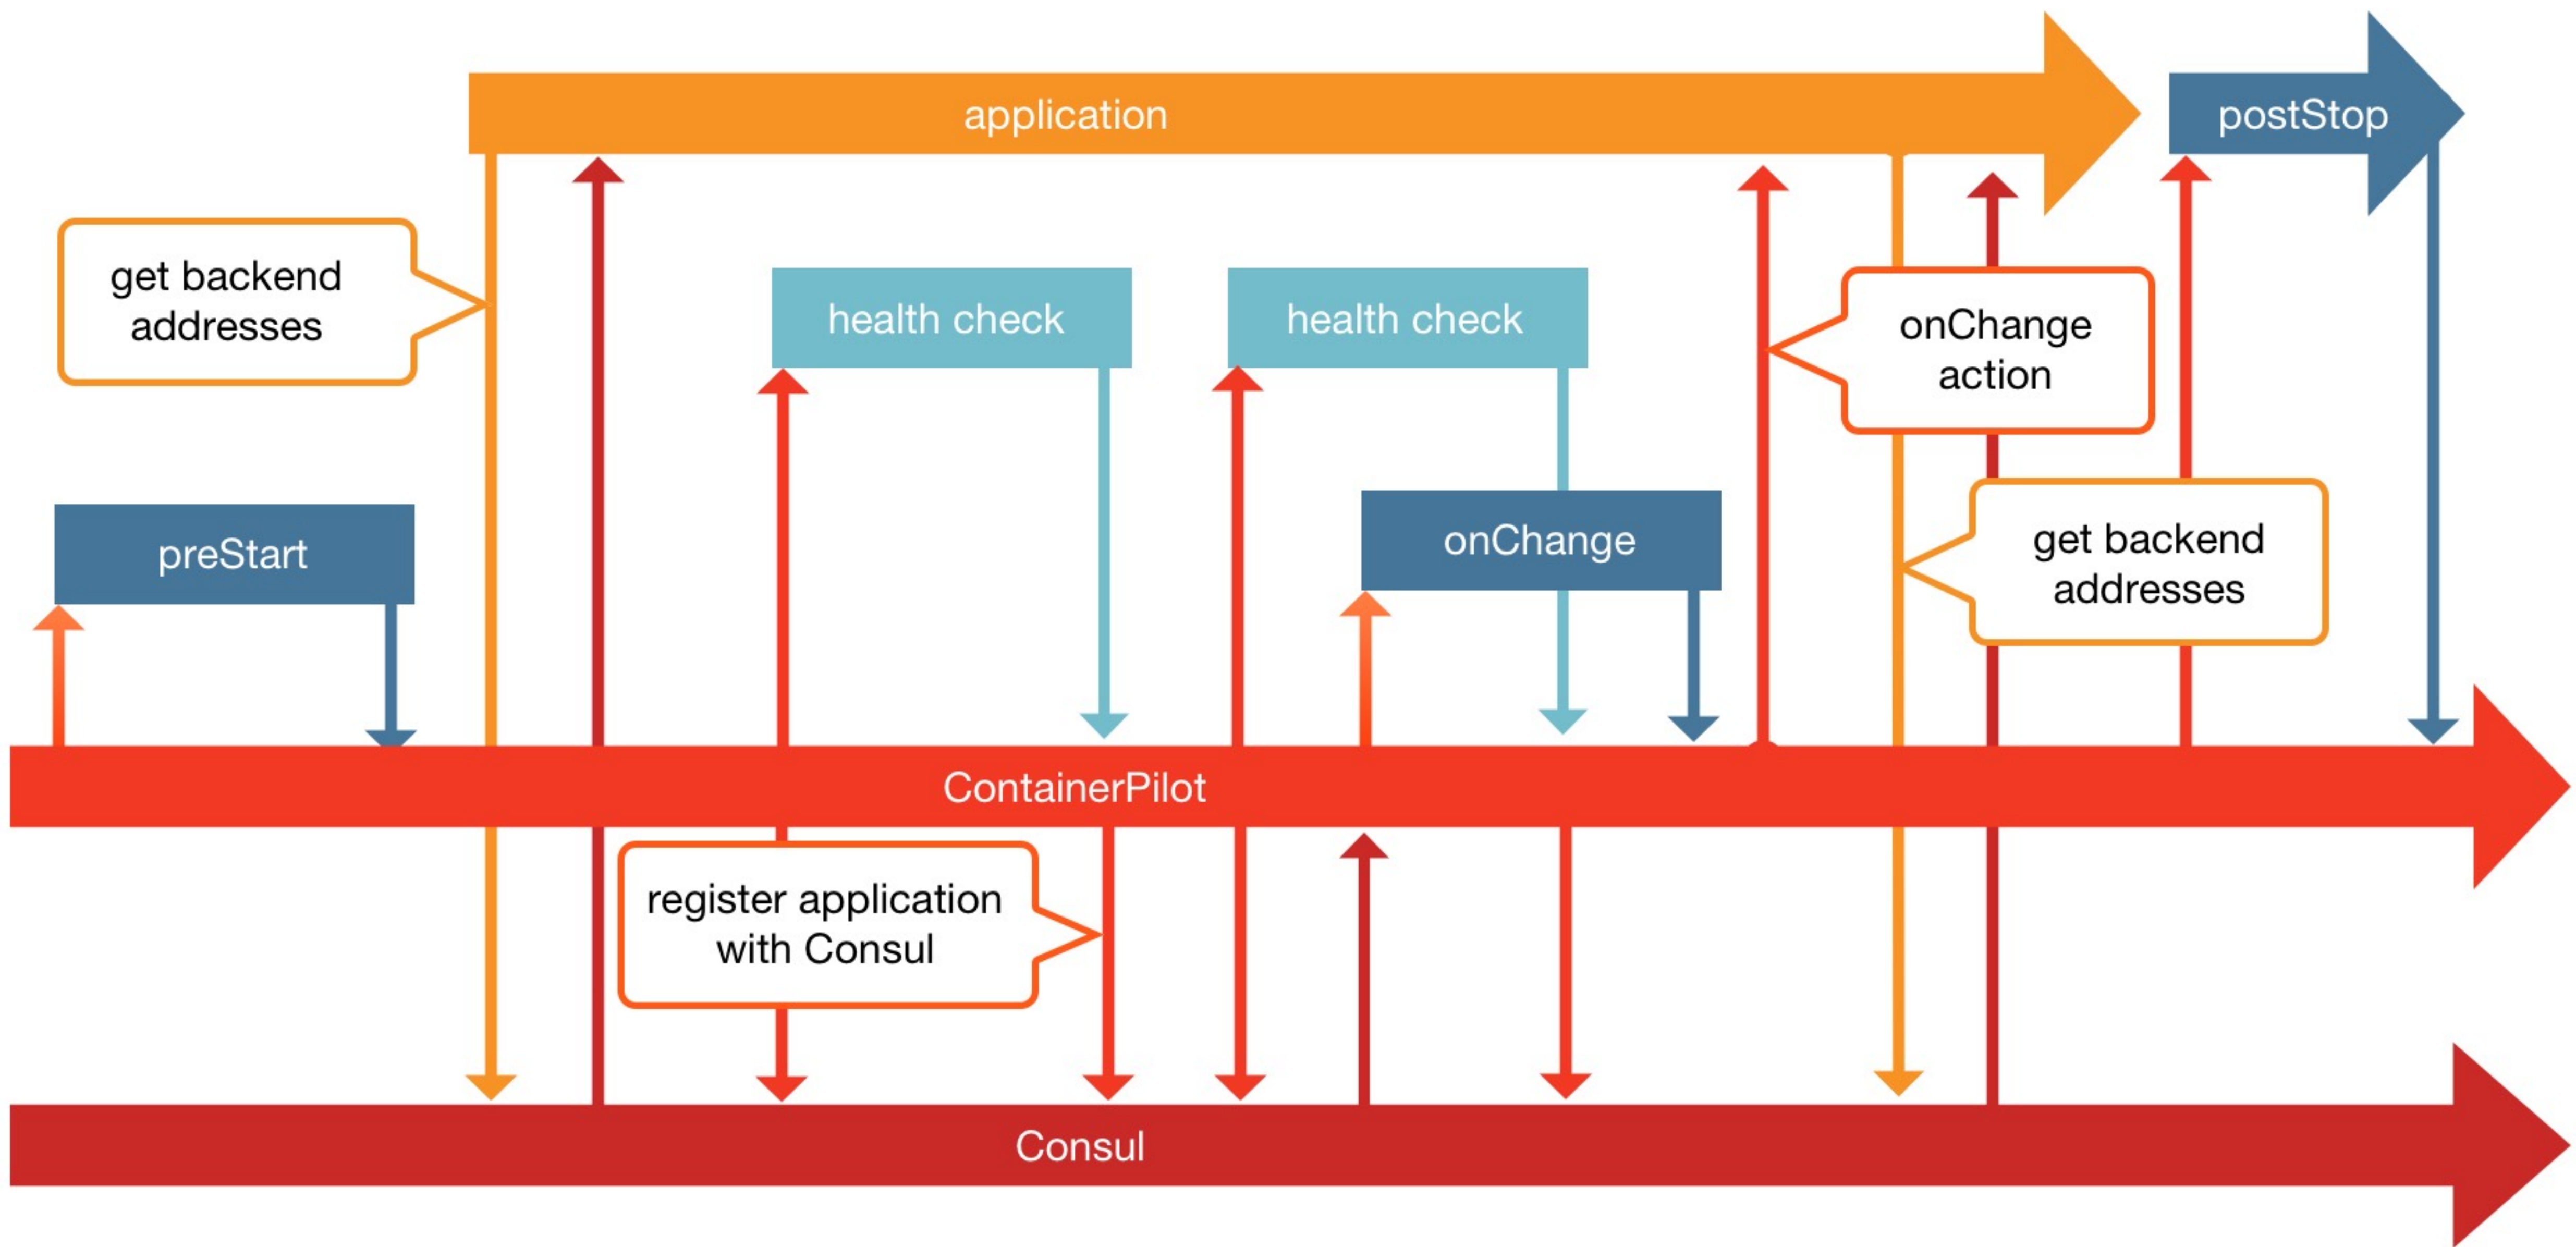 application
postStop
get backend
addresses
health check
health check
onChange
action
preStart
onChange
get backend
addresses
ContainerPilot
register application
with Consul
Consul